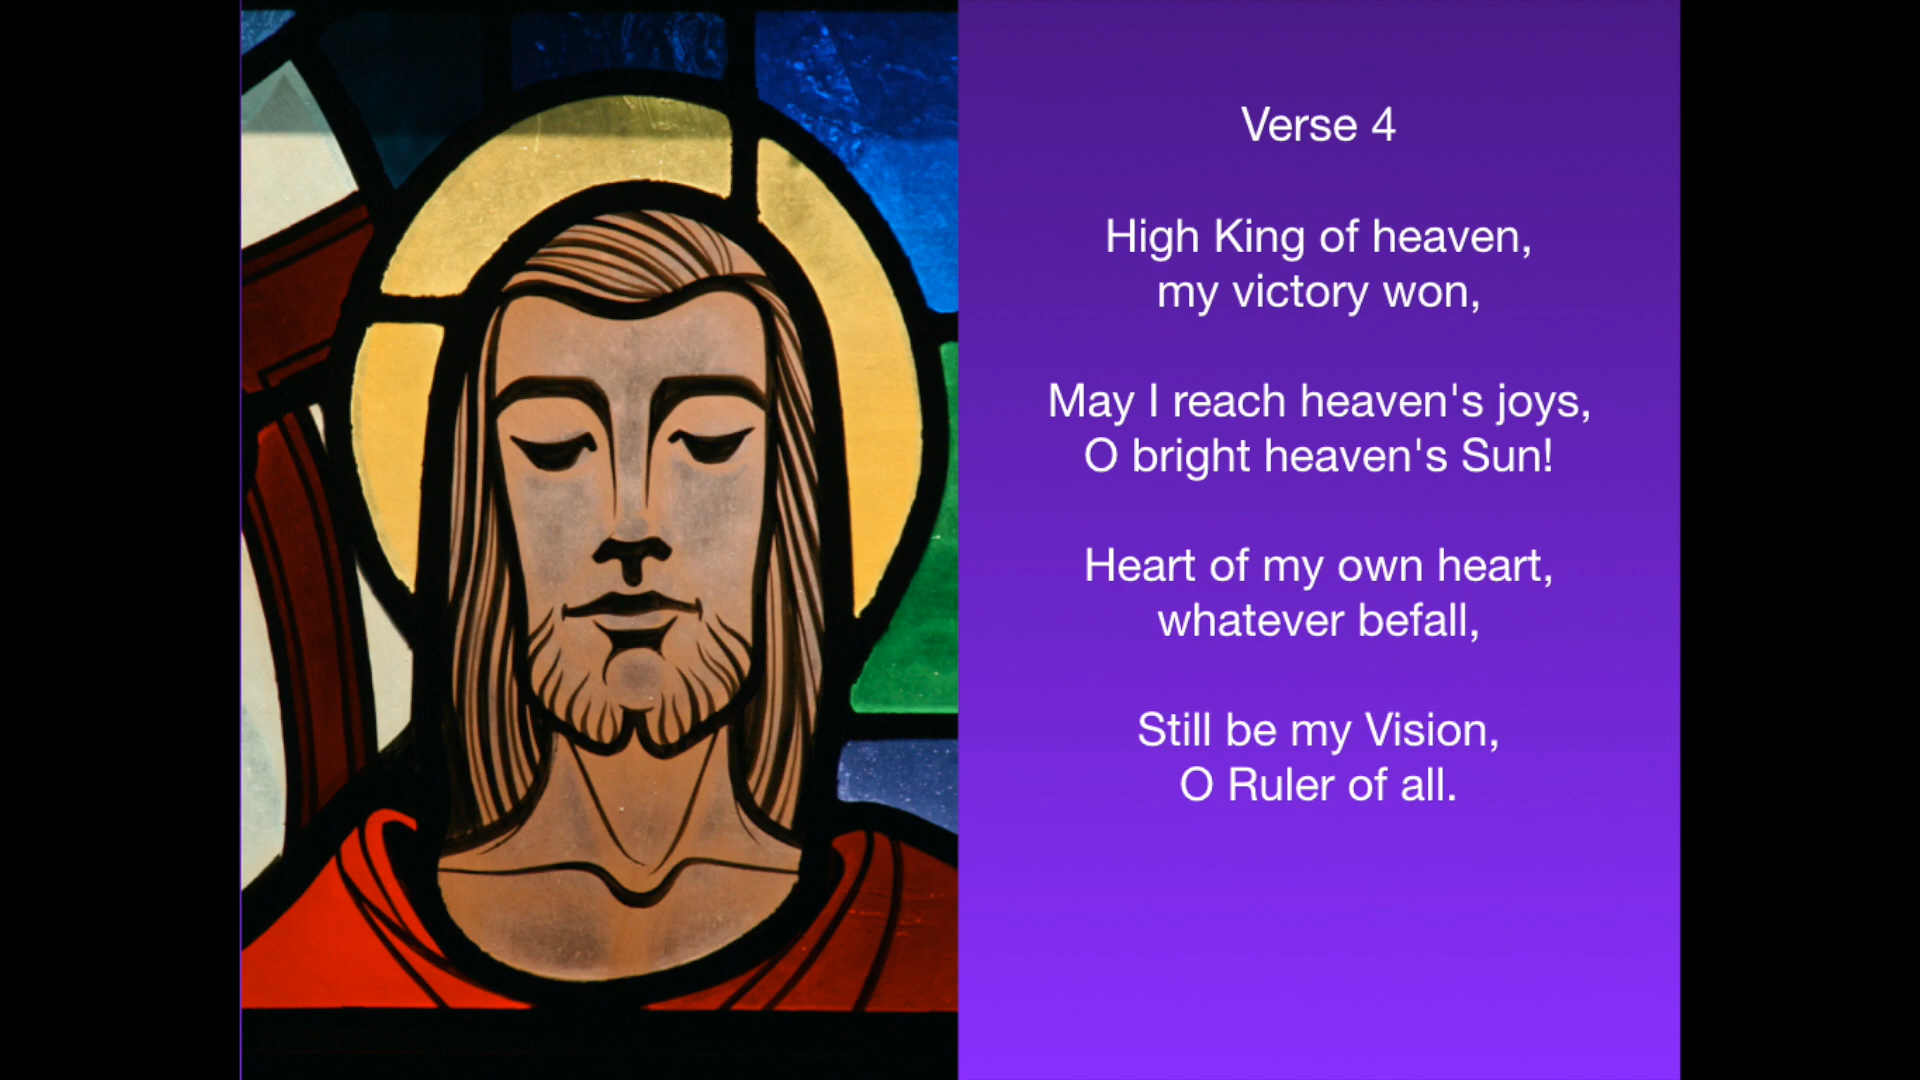 Verse 4
High King of heaven,
my victory won,
May I reach heaven's joys,
O bright heaven's Sun!
Heart of my own heart,
whatever befall,
Still be my Vision,
O Ruler of all.